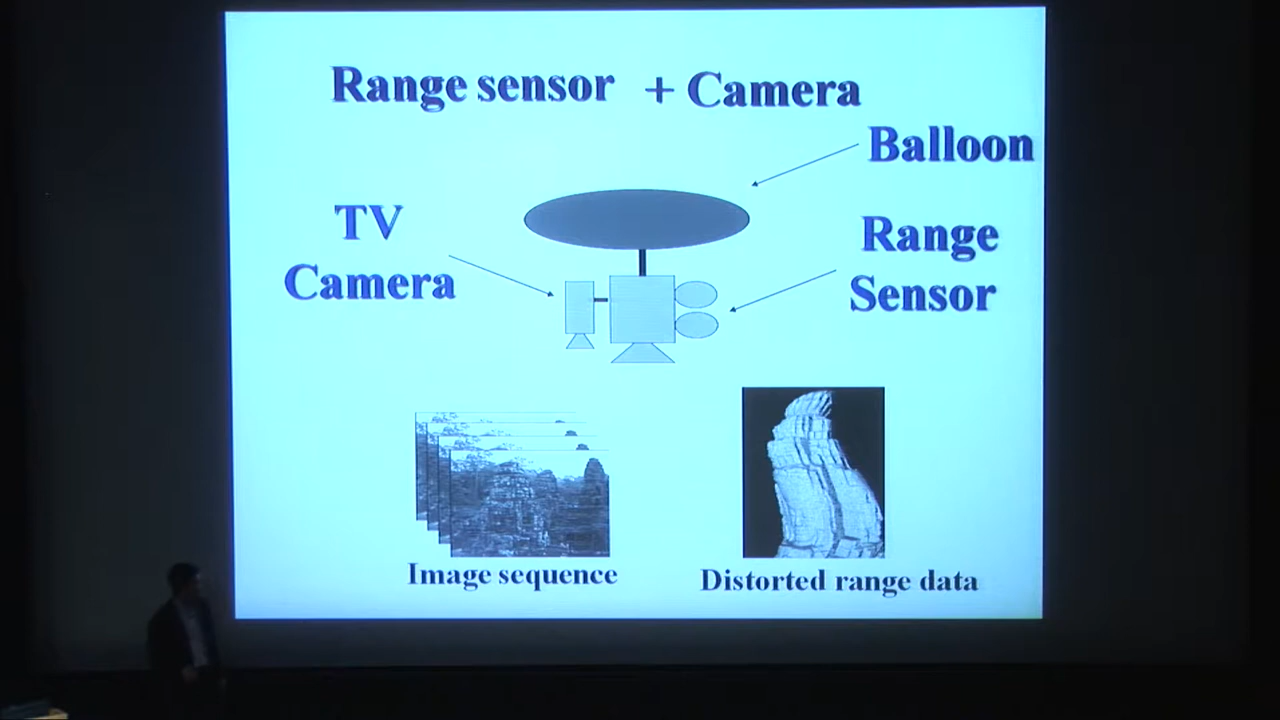 Range sensor + Camera
Balloon
TV
Camera
Range
Sensor
Image sequence
Distorted range data